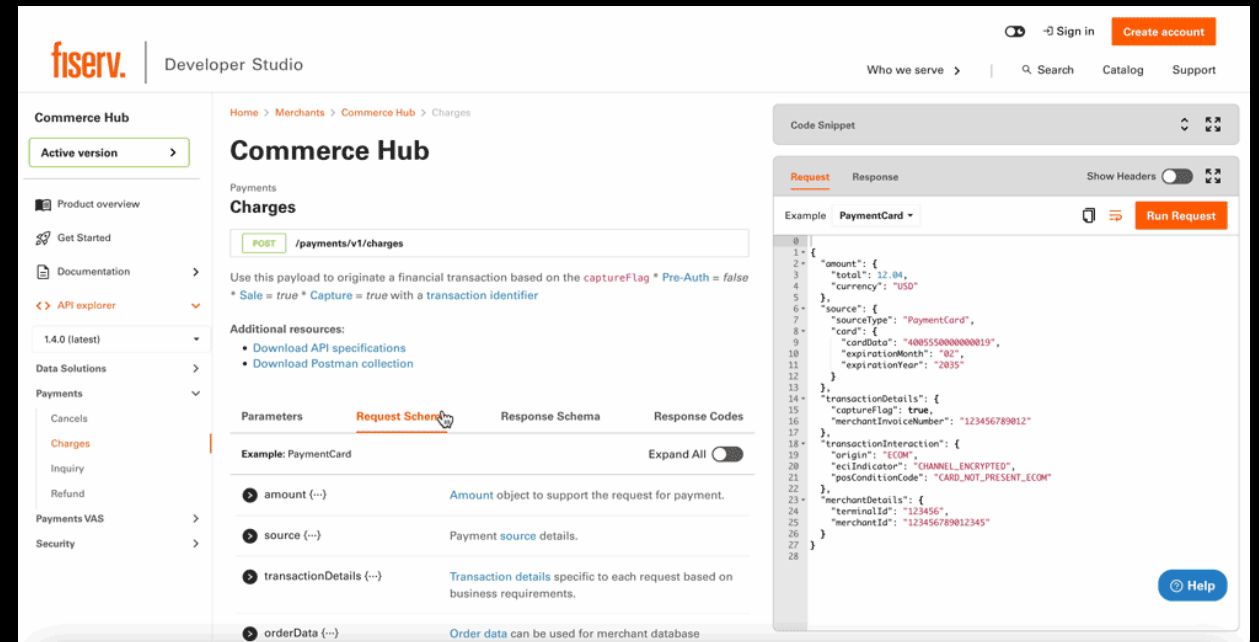 fiserv.
Developer Studio
Sign in
Create account
Who we serve
Search
Catalog
Support
Commerce Hub
Active version
Product overview
Get Started
Documentation
API explorer
1.4.0 (latest)
Data Solutions
Payments
Cancels
Charges
Inquiry
Refund
Payments VAS
Security
Home > Merchants > Commerce Hub > Charges
Commerce Hub
Payments
Charges
POST /payments/v1/charges
Use this payload to originate a financial transaction based on the captureFlag * Pre-Auth = false
* Sale = true * Capture = true with a transaction identifier
Additional resources:
• Download API specifications
• Download Postman collection
Parameters Request Schem Response Schema Response Codes
Example: PaymentCard Expand All
amount {···} Amount object to support the request for payment.
source {···} Payment source details.
transactionDetails {···} Transaction details specific to each request based on
business requirements.
orderData {···} Order data can be used for merchant database
Code Snippet
Request Response Show Headers
Example PaymentCard Run Request
0
1 {
2 "amount": {
3 "total": 12.04,
4 "currency": "USD"
5 },
6 "source": {
7 "sourceType": "PaymentCard",
8 "card": {
9 "cardData": "4005550000000019",
10 "expirationMonth": "02",
11 "expirationYear": "2035"
12 }
13 },
14 "transactionDetails": {
15 "captureFlag": true,
16 "merchantInvoiceNumber": "123456789012"
17 },
18 "transactionInteraction": {
19 "origin": "ECOM",
20 "eciIndicator": "CHANNEL_ENCRYPTED",
21 "posConditionCode": "CARD_NOT_PRESENT_ECOM"
22 },
23 "merchantDetails": {
24 "terminalId": "123456",
25 "merchantId": "123456789012345"
26 }
27 }
28
Help